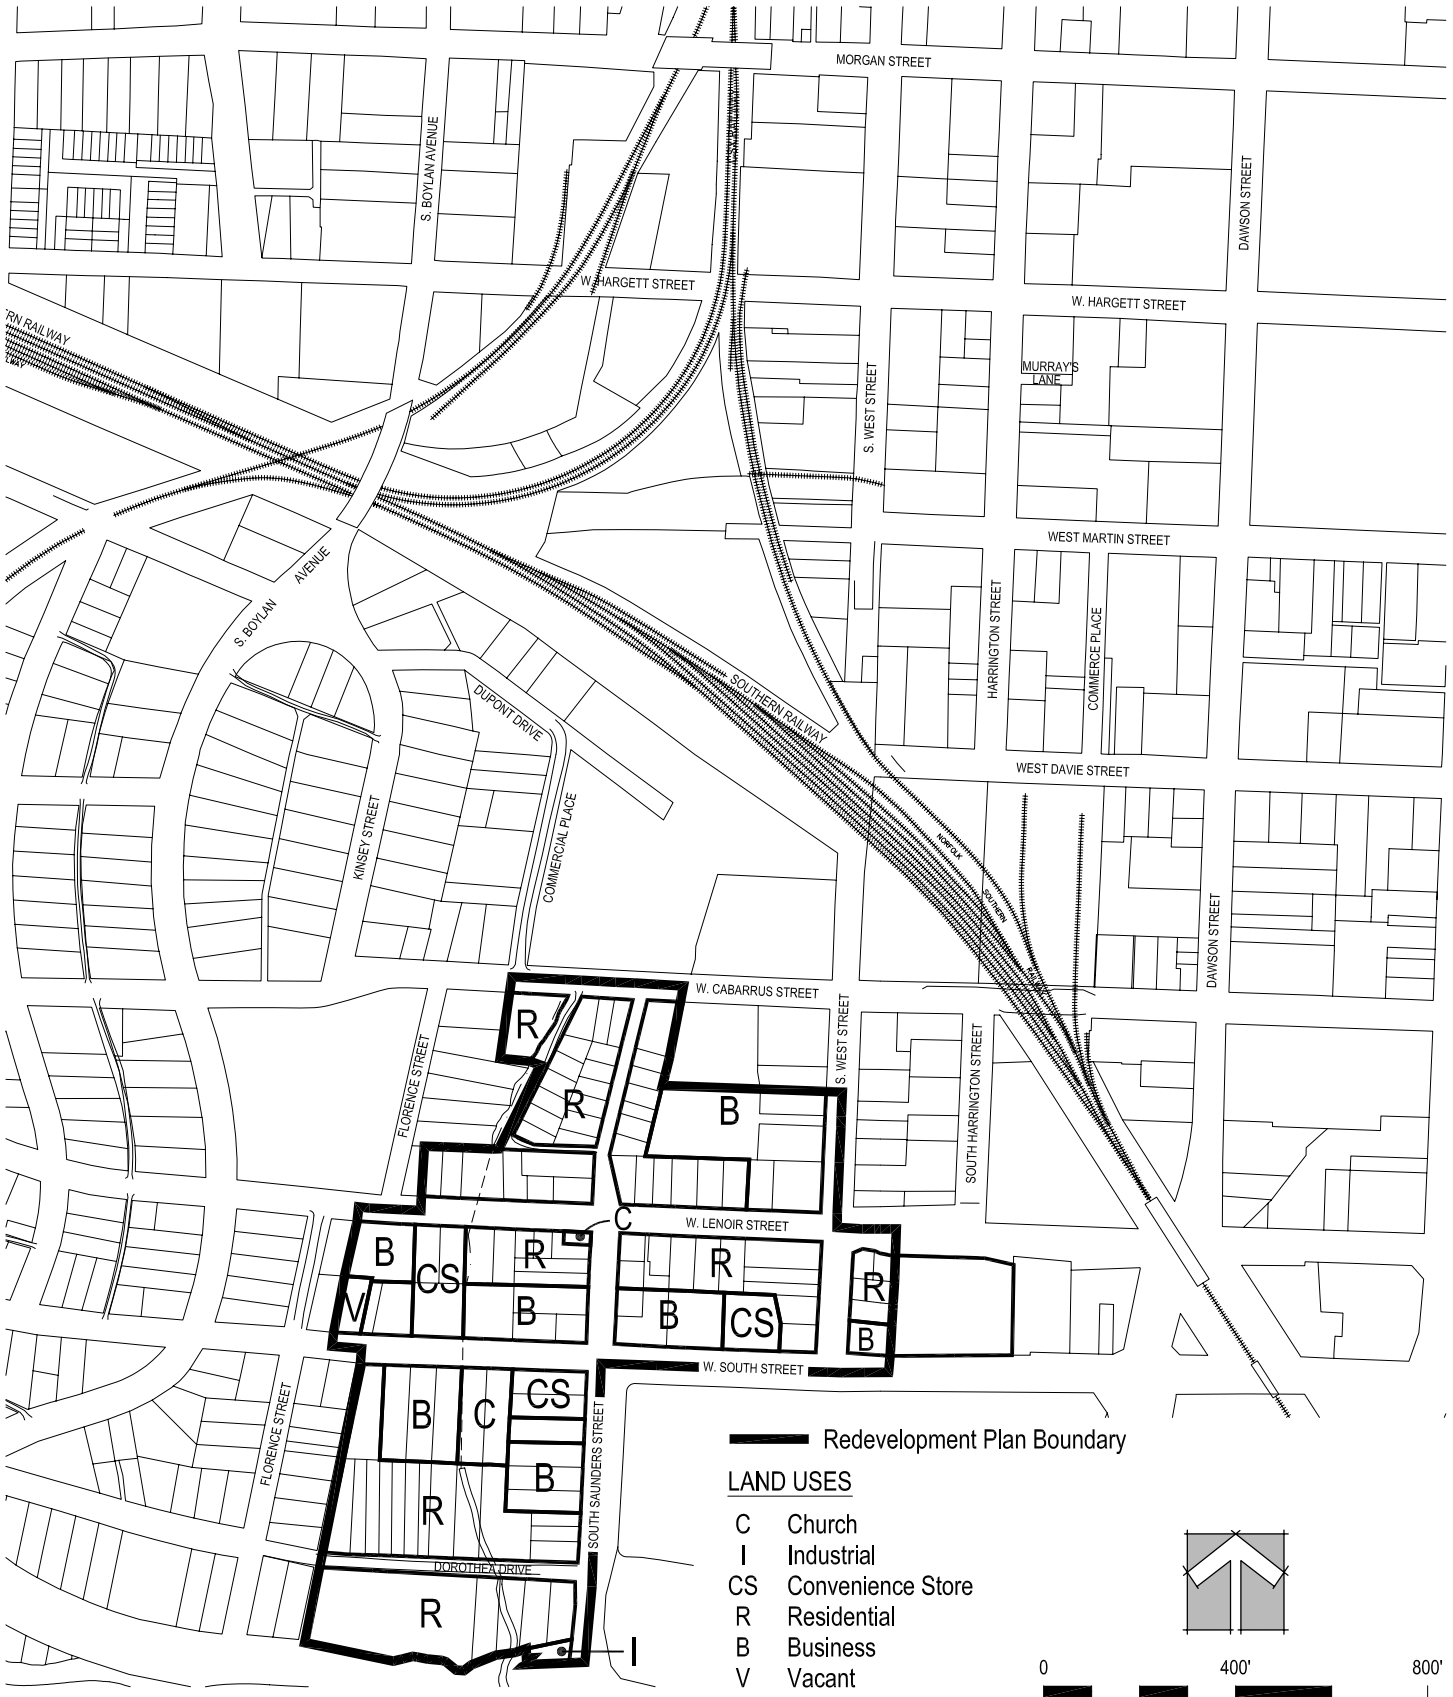 MORGAN STREET
S. BOYLAN AVENUE
DAWSON STREET
W. HARGETT STREET
W. HARGETT STREET
RN RAILWAY
MURRAY'S
LANE
S. WEST STREET
WEST MARTIN STREET
S. BOYLAN
AVENUE
HARRINGTON STREET
COMMERCE PLACE
DUPONT DRIVE
SOUTHERN RAILWAY
WEST DAVIE STREET
KINSEY STREET
COMMERCIAL PLACE
NORFOLK
SOUTHERN
DAWSON STREET
W. CABARRUS STREET
S. WEST STREET
SOUTH HARRINGTON STREET
FLORENCE STREET
R
R
B
C
W. LENOIR STREET
B
CS
R
R
R
V
B
B
CS
B
W. SOUTH STREET
B
C
CS
B
R
FLORENCE STREET
SOUTH SAUNDERS STREET
DOROTHEA DRIVE
R
I
Redevelopment Plan Boundary
LAND USES
C Church
I Industrial
CS Convenience Store
R Residential
B Business
V Vacant
0 400' 800'